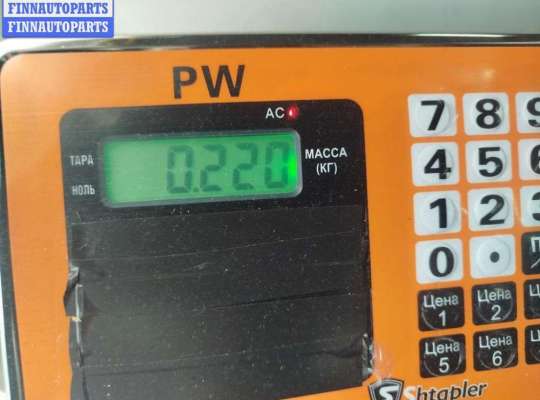 FINNAUTOPARTS
FINNAUTOPARTS
PW
AC
ТАРА
НОЛЬ
0.220
МАССА
(КГ)
7 8 9
4 5 6
1 2 3
0 .
Цена 1
Цена 2
Цена 5
Цена 6
Shtapler